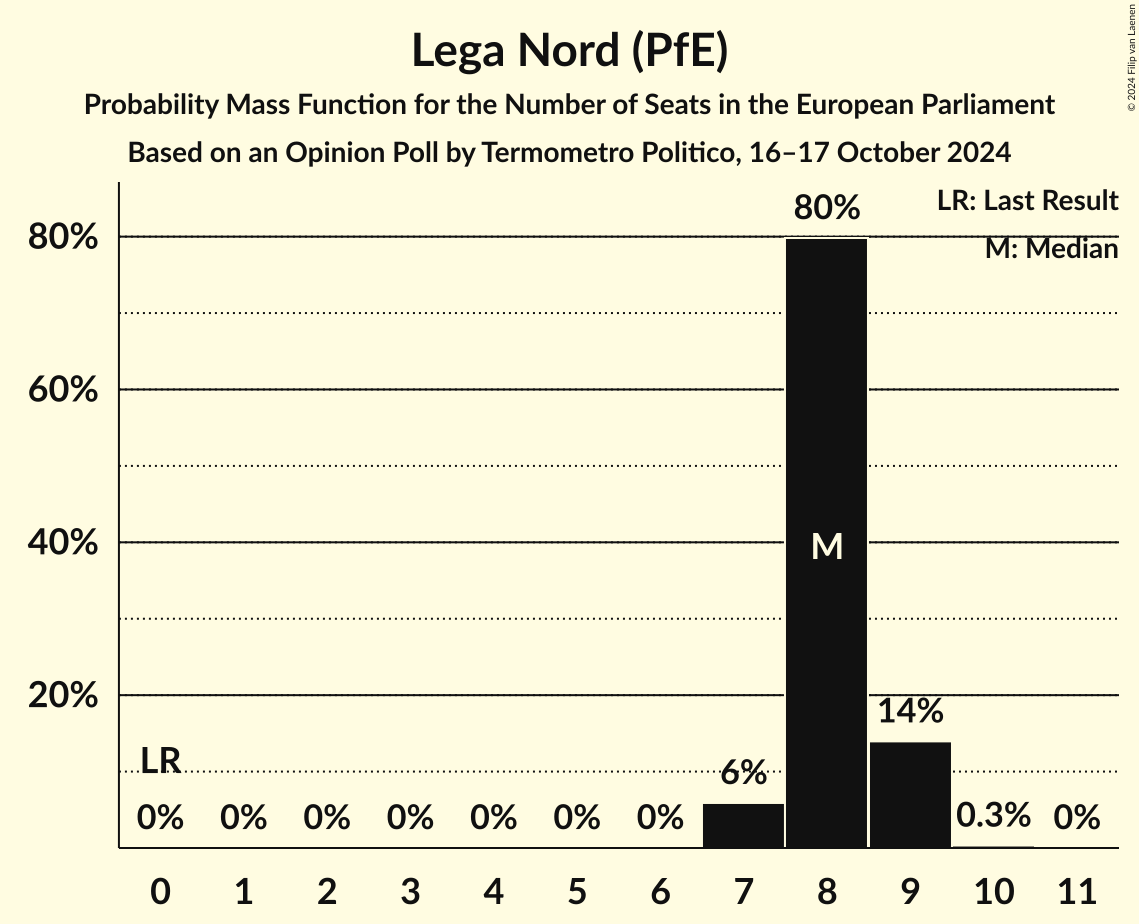 Lega Nord (PfE)
Probability Mass Function for the Number of Seats in the European Parliament
Based on an Opinion Poll by Termometro Politico, 16–17 October 2024
© 2024 Filip van Laenen
LR: Last Result
M: Median
80%
60%
40%
20%
LR
0% 0% 0% 0% 0% 0% 0% 6% 80% 14% 0.3% 0%
M
0 1 2 3 4 5 6 7 8 9 10 11